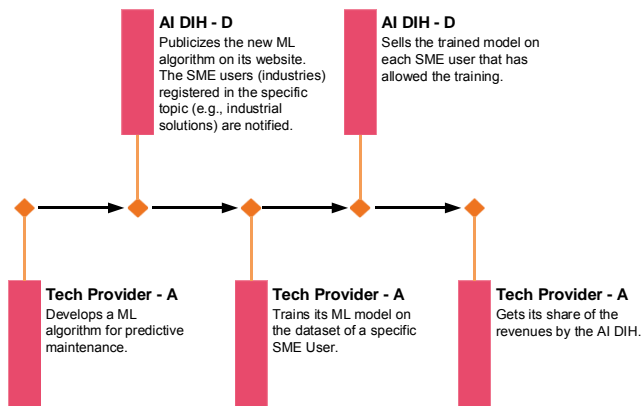 AI DIH - D
Publicizes the new ML
algorithm on its website.
The SME users (industries)
registered in the specific
topic (e.g., industrial
solutions) are notified.
AI DIH - D
Sells the trained model on
each SME user that has
allowed the training.
Tech Provider - A
Develops a ML
algorithm for predictive
maintenance.
Tech Provider - A
Trains its ML model on
the dataset of a specific
SME User.
Tech Provider - A
Gets its share of the
revenues by the AI DIH.